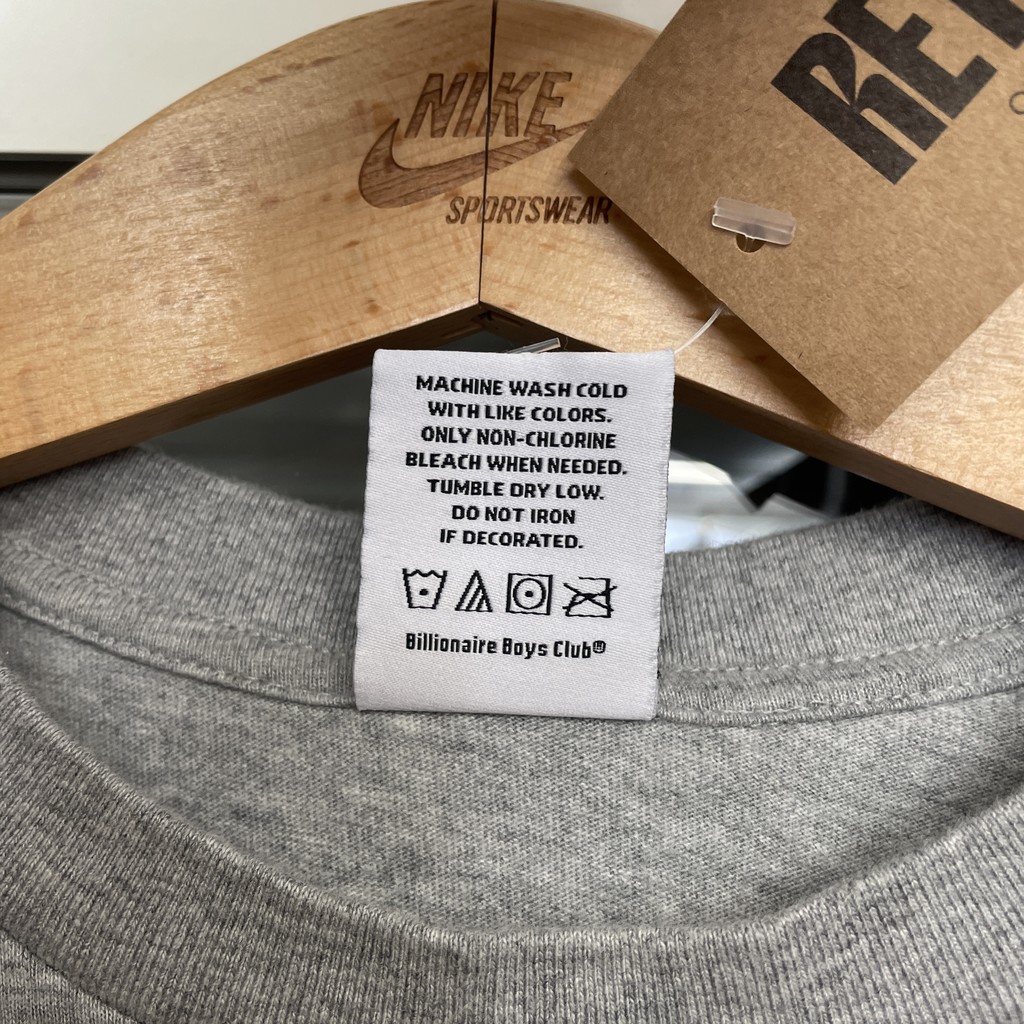 NIKE
SPORTSWEAR
MACHINE WASH COLD
WITH LIKE COLORS.
ONLY NON-CHLORINE
BLEACH WHEN NEEDED.
TUMBLE DRY LOW.
DO NOT IRON
IF DECORATED.
Billionaire Boys Club®